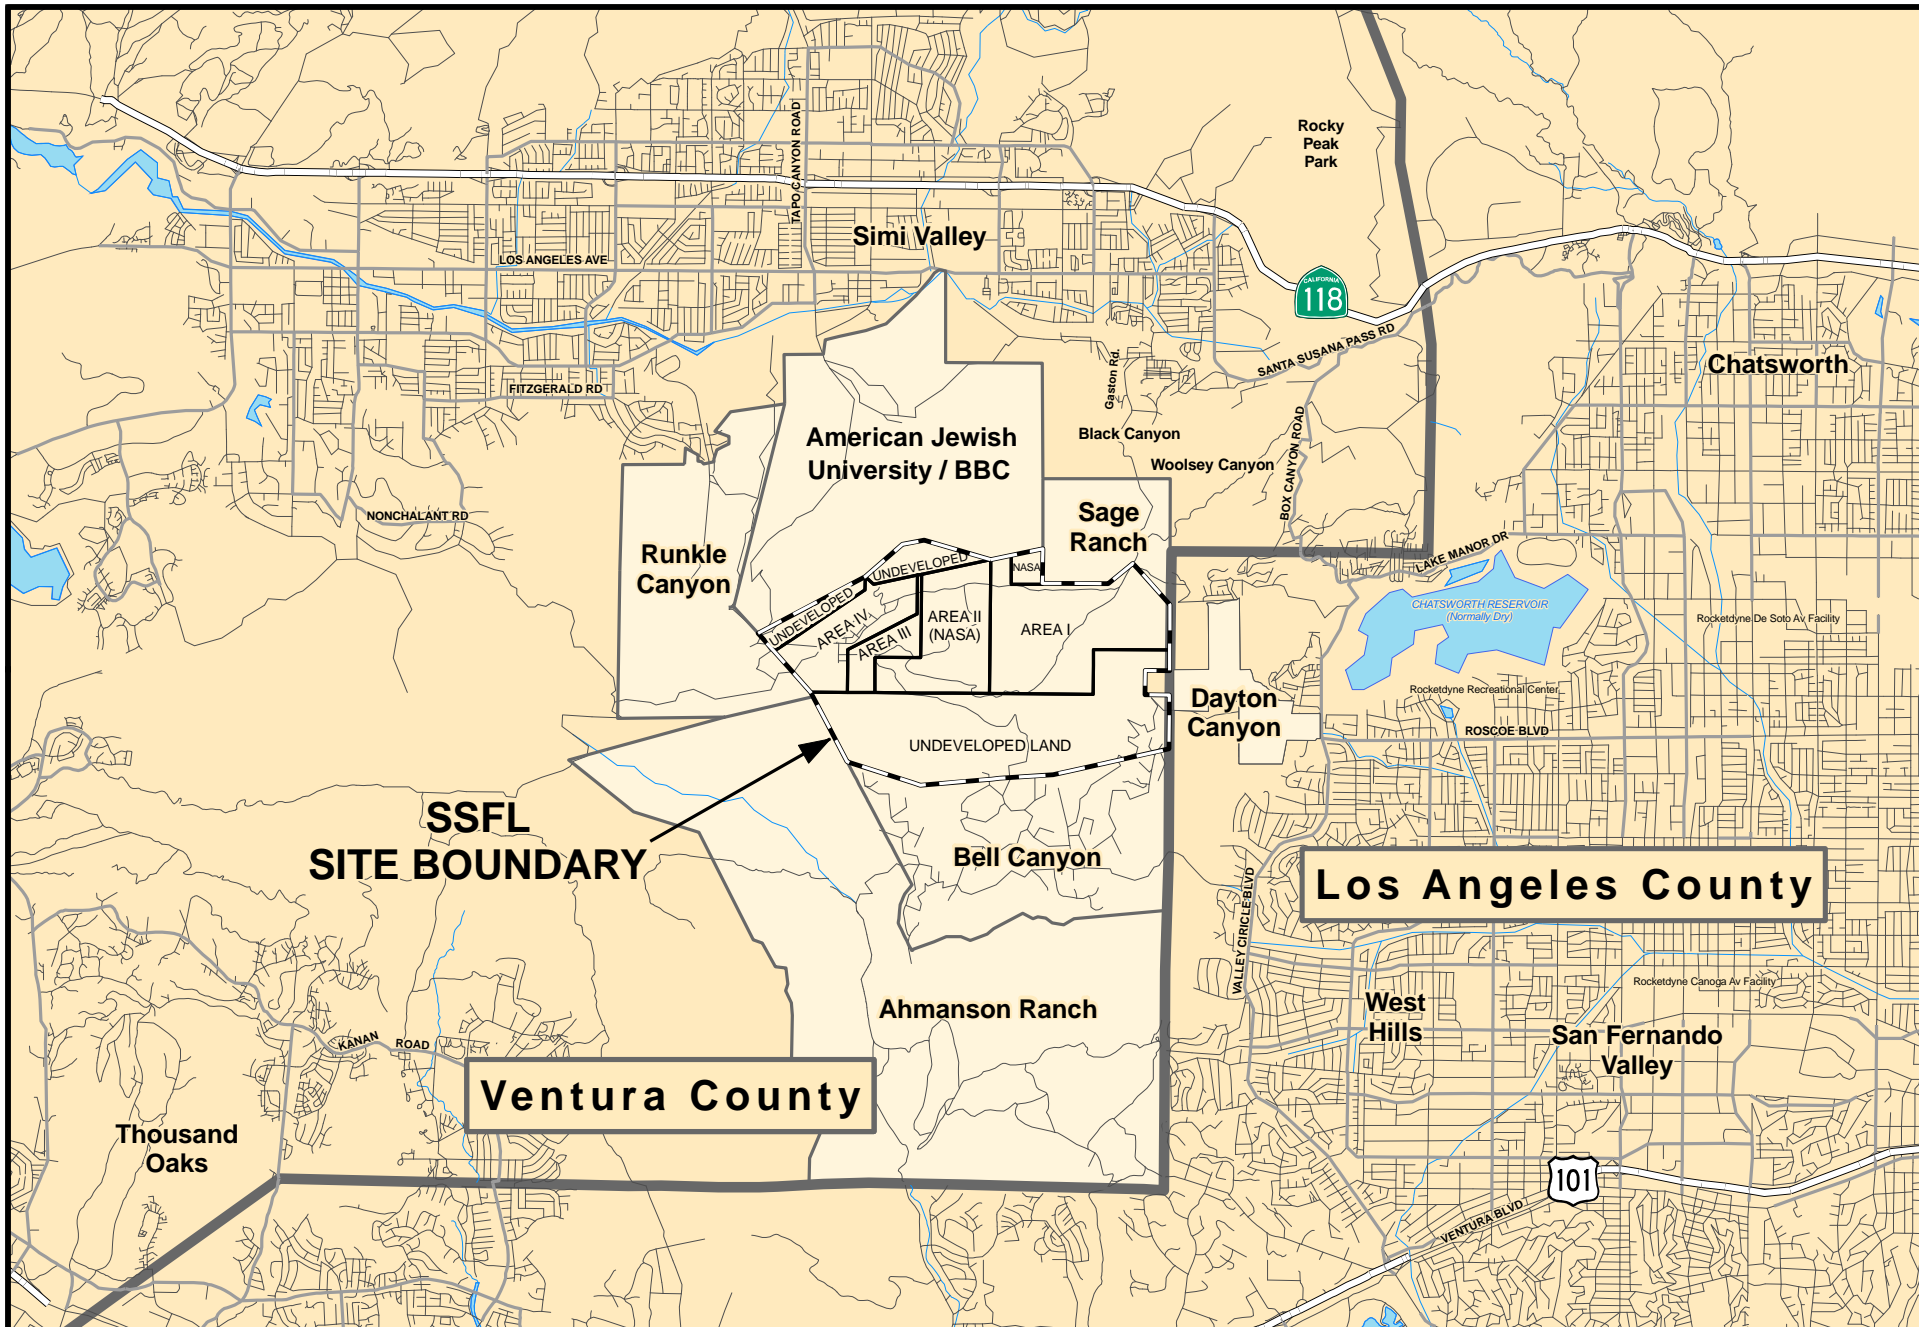 Rocky
Peak
Park
TAPO CANYON ROAD
Simi Valley
LOS ANGELES AVE
CALIFORNIA
118
SANTA SUSANA PASS RD
Chatsworth
Gaston Rd.
FITZGERALD RD
American Jewish
University / BBC
Black Canyon
Woolsey Canyon
BOX CANYON ROAD
NONCHALANT RD
Sage
Ranch
Runkle
Canyon
LAKE MANOR DR
UNDEVELOPED
NASA
UNDEVELOPED
AREA IV
AREA III
AREA II
(NASA)
AREA I
CHATSWORTH RESERVOIR
(Normally Dry)
Rocketdyne De Soto Av Facility
Rocketdyne Recreational Center
Dayton
Canyon
ROSCOE BLVD
UNDEVELOPED LAND
SSFL
SITE BOUNDARY
Bell Canyon
Los Angeles County
VALLEY CIRCLE BLVD
Rocketdyne Canoga Av Facility
West
Hills
Ahmanson Ranch
San Fernando
Valley
KANAN ROAD
Ventura County
Thousand
Oaks
101
VENTURA BLVD